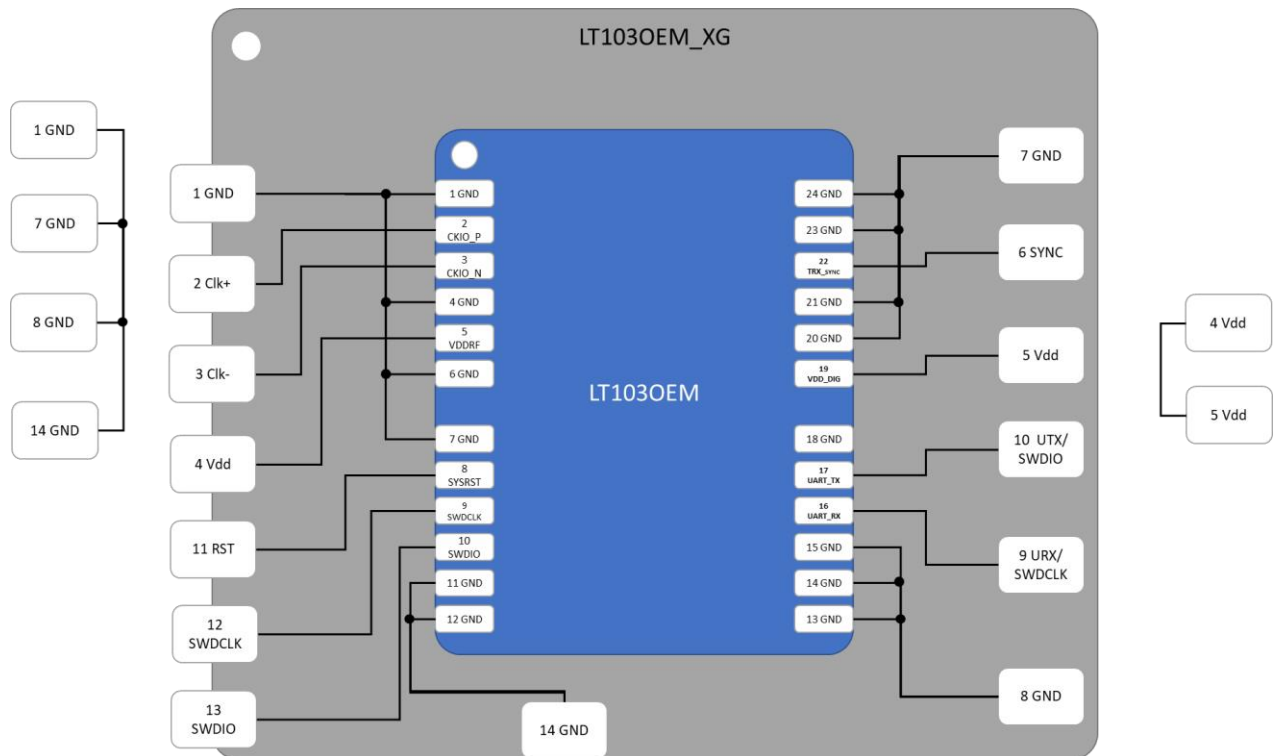 LT103OEM_XG
1 GND
7 GND
8 GND
14 GND
1 GND
2 Clk+
3 Clk-
4 Vdd
11 RST
12
SWDCLK
13
SWDIO
14 GND
1 GND
2
CKIO_P
3
CKIO_N
4 GND
5
VDDRF
6 GND
7 GND
8
SYSRST
9
SWDCLK
10
SWDIO
11 GND
12 GND
LT103OEM
24 GND
23 GND
22
TRX_SYNC
21 GND
20 GND
19
VDD_DIG
18 GND
17
UART_TX
16
UART_RX
15 GND
14 GND
13 GND
7 GND
6 SYNC
5 Vdd
10 UTX/
SWDIO
9 URX/
SWDCLK
8 GND
4 Vdd
5 Vdd